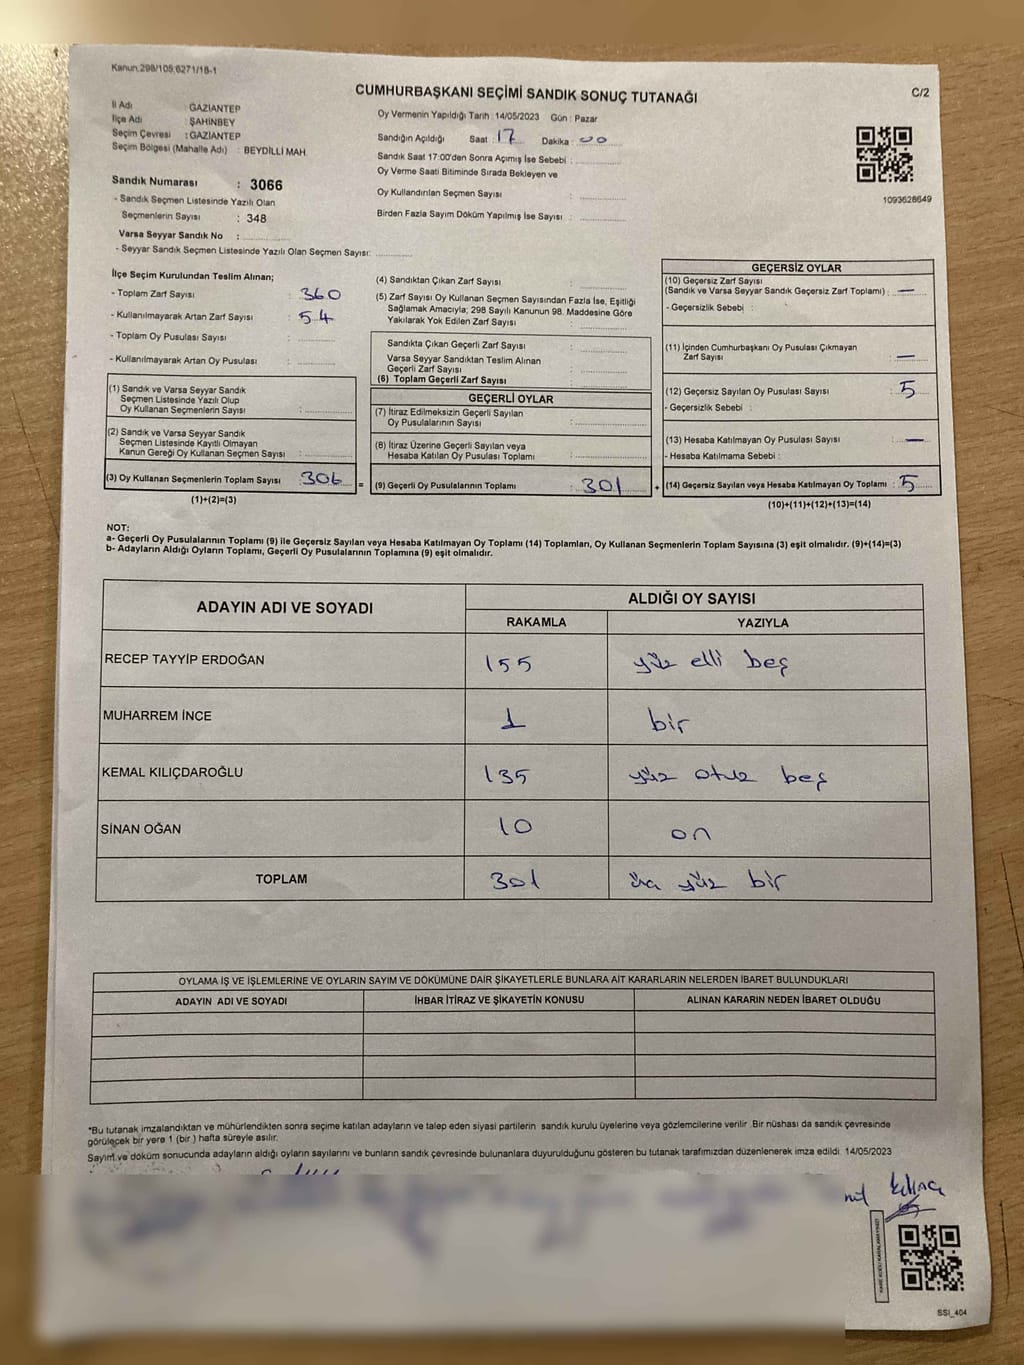 Kanun:298/105;6271/18-1
CUMHURBAŞKANI SEÇİMİ SANDIK SONUÇ TUTANAĞI
C/2
İl Adı : GAZİANTEP
İlçe Adı : ŞAHİNBEY
Seçim Çevresi : GAZİANTEP
Seçim Bölgesi (Mahalle Adı) : BEYDİLLİ MAH.
Sandık Numarası : 3066
- Sandık Seçmen Listesinde Yazılı Olan
Seçmenlerin Sayısı : 348
Varsa Seyyar Sandık No :
- Seyyar Sandık Seçmen Listesinde Yazılı Olan Seçmen Sayısı:
Oy Vermenin Yapıldığı Tarih : 14/05/2023 Gün : Pazar
Sandığın Açıldığı Saat : 17 Dakika : 00
Sandık Saat 17:00'den Sonra Açımış İse Sebebi :
Oy Verme Saati Bitiminde Sırada Bekleyen ve
Oy Kullandırılan Seçmen Sayısı :
Birden Fazla Sayım Döküm Yapılmış İse Sayısı :
1093628649
İlçe Seçim Kurulundan Teslim Alınan;
- Toplam Zarf Sayısı : 360
- Kullanılmayarak Artan Zarf Sayısı : 54
- Toplam Oy Pusulası Sayısı :
- Kullanılmayarak Artan Oy Pusulası :
(1) Sandık ve Varsa Seyyar Sandık
Seçmen Listesinde Yazılı Olup
Oy Kullanan Seçmenlerin Sayısı :
(2) Sandık ve Varsa Seyyar Sandık
Seçmen Listesinde Kayıtlı Olmayan
Kanun Gereği Oy Kullanan Seçmen Sayısı :
(3) Oy Kullanan Seçmenlerin Toplam Sayısı : 306
(1)+(2)=(3)
(4) Sandıktan Çıkan Zarf Sayısı :
(5) Zarf Sayısı Oy Kullanan Seçmen Sayısından Fazla İse, Eşitliği
Sağlamak Amacıyla; 298 Sayılı Kanunun 98. Maddesine Göre
Yakılarak Yok Edilen Zarf Sayısı :
Sandıkta Çıkan Geçerli Zarf Sayısı :
Varsa Seyyar Sandıktan Teslim Alınan
Geçerli Zarf Sayısı :
(6) Toplam Geçerli Zarf Sayısı :
GEÇERLİ OYLAR
(7) İtiraz Edilmeksizin Geçerli Sayılan
Oy Pusulalarının Sayısı :
(8) İtiraz Üzerine Geçerli Sayılan veya
Hesaba Katılan Oy Pusulası Toplamı :
= (9) Geçerli Oy Pusulalarının Toplamı : 301
GEÇERSİZ OYLAR
(10) Geçersiz Zarf Sayısı
(Sandık ve Varsa Seyyar Sandık Geçersiz Zarf Toplamı) : —
- Geçersizlik Sebebi :
(11) İçinden Cumhurbaşkanı Oy Pusulası Çıkmayan
Zarf Sayısı : —
(12) Geçersiz Sayılan Oy Pusulası Sayısı : 5
- Geçersizlik Sebebi :
(13) Hesaba Katılmayan Oy Pusulası Sayısı : —
- Hesaba Katılmama Sebebi :
+ (14) Geçersiz Sayılan veya Hesaba Katılmayan Oy Toplamı : 5
(10)+(11)+(12)+(13)=(14)
NOT:
a- Geçerli Oy Pusulalarının Toplamı (9) ile Geçersiz Sayılan veya Hesaba Katılmayan Oy Toplamı (14) Toplamları, Oy Kullanan Seçmenlerin Toplam Sayısına (3) eşit olmalıdır. (9)+(14)=(3)
b- Adayların Aldığı Oyların Toplamı, Geçerli Oy Pusulalarının Toplamına (9) eşit olmalıdır.
ADAYIN ADI VE SOYADI
ALDIĞI OY SAYISI
RAKAMLA YAZIYLA
RECEP TAYYİP ERDOĞAN 155 yüz elli beş
MUHARREM İNCE 1 bir
KEMAL KILIÇDAROĞLU 135 yüz otuz beş
SİNAN OĞAN 10 on
TOPLAM 301 üç yüz bir
OYLAMA İŞ VE İŞLEMLERİNE VE OYLARIN SAYIM VE DÖKÜMÜNE DAİR ŞİKAYETLERLE BUNLARA AİT KARARLARIN NELERDEN İBARET BULUNDUKLARI
ADAYIN ADI VE SOYADI İHBAR İTİRAZ VE ŞİKAYETİN KONUSU ALINAN KARARIN NEDEN İBARET OLDUĞU
*Bu tutanak imzalandıktan ve mühürlendikten sonra seçime katılan adayların ve talep eden siyasi partilerin sandık kurulu üyelerine veya gözlemcilerine verilir .Bir nüshası da sandık çevresinde
görülecek bir yere 1 (bir ) hafta süreyle asılır.
Sayım ve döküm sonucunda adayların aldığı oyların sayılarını ve bunların sandık çevresinde bulunanlara duyurulduğunu gösteren bu tutanak tarafımızdan düzenlenerek imza edildi 14/05/2023
SSI_404